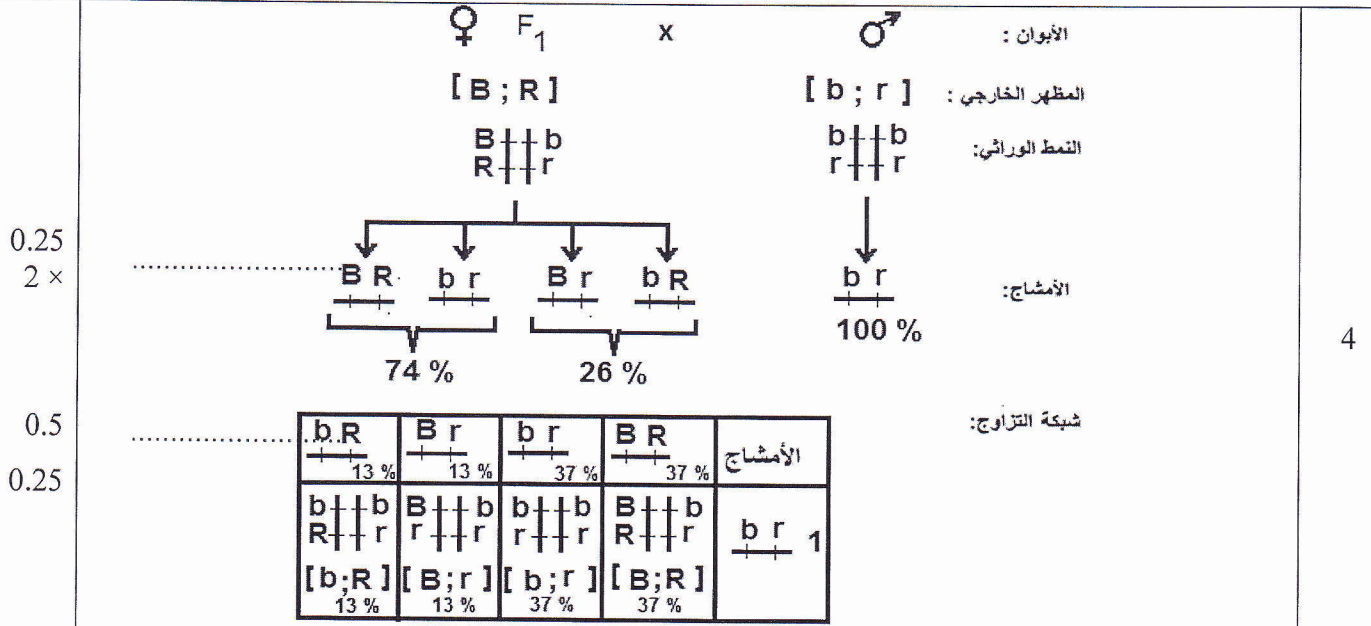 الأبوان : ♂ x F1 ♀
المظهر الخارجي : [ b ; r ] [ B ; R ]
النمط الوراثي: b b B b
r r R r
0.25
2 × B R b r B r b R b r الأمشاج:
74 % 26 % 100 %
4
شبكة التزاوج:
0.5
0.25
الأمشاج B R b r B r b R
37 % 37 % 13 % 13 %
b r 1
B b b b B b b b
R r r r r r R r
[ B;R ] [ b;r ] [ B;r ] [b;R ]
37 % 37 % 13 % 13 %